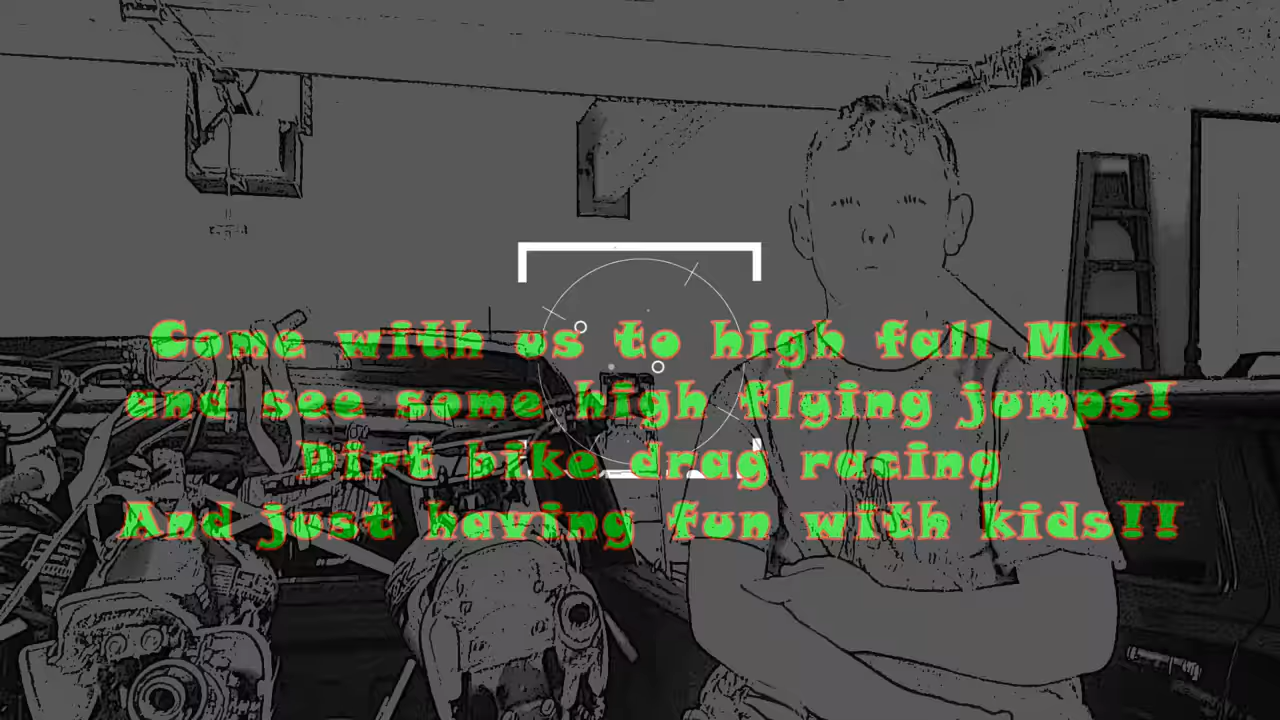 Come with us to high fall MX
and see some high flying jumps!
Dirt bike drag racing
And just having fun with kids!!